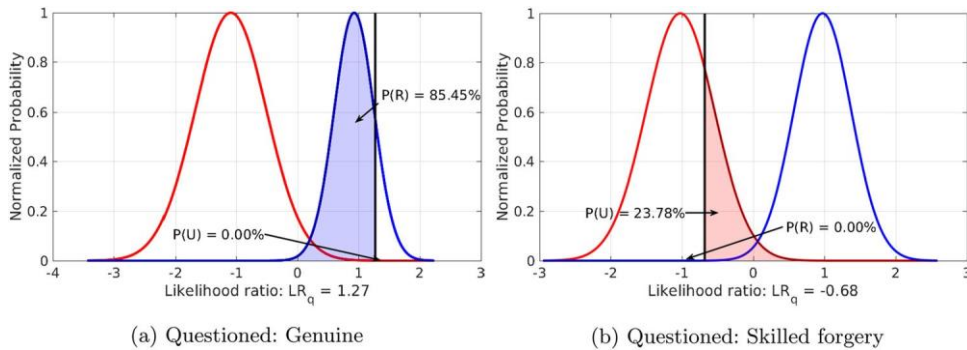 Normalized Probability
1
0.8
0.6
0.4
0.2
0
P(R) = 85.45%
P(U) = 0.00%
-4 -3 -2 -1 0 1 2 3
Likelihood ratio: LRq = 1.27
(a) Questioned: Genuine
Normalized Probability
1
0.8
0.6
0.4
0.2
0
P(U) = 23.78%
P(R) = 0.00%
-3 -2 -1 0 1 2 3
Likelihood ratio: LRq = -0.68
(b) Questioned: Skilled forgery